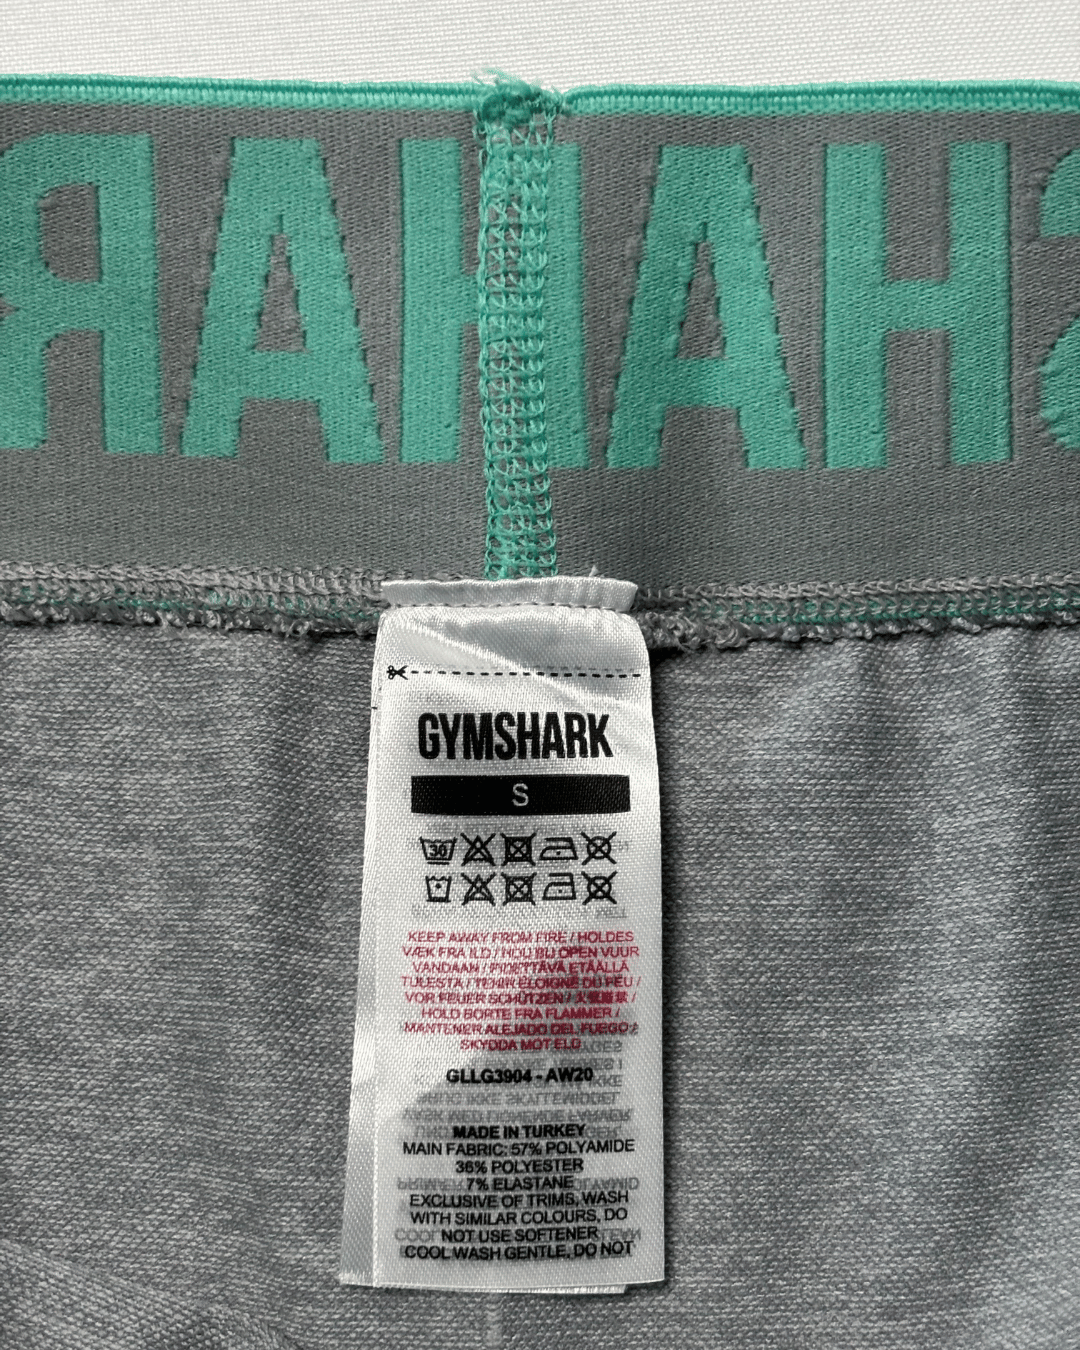 SHARK
GYMSHARK
S
30
KEEP AWAY FROM FIRE / HOLDES
VÆK FRA ILD / HOU BIJ OPEN VUUR
VANDAAN / PIDETTÄVÄ ETÄÄLLÄ
TULESTA / TENIR ÉLOIGNÉ DU FEU /
VOR FEUER SCHÜTZEN /
HOLD BORTE FRA FLAMMER /
MANTENER ALEJADO DEL FUEGO /
SKYDDA MOT ELD
GLLG3904 - AW20
MADE IN TURKEY
MAIN FABRIC: 57% POLYAMIDE
36% POLYESTER
7% ELASTANE
EXCLUSIVE OF TRIMS, WASH
WITH SIMILAR COLOURS, DO
NOT USE SOFTENER
COOL WASH GENTLE, DO NOT